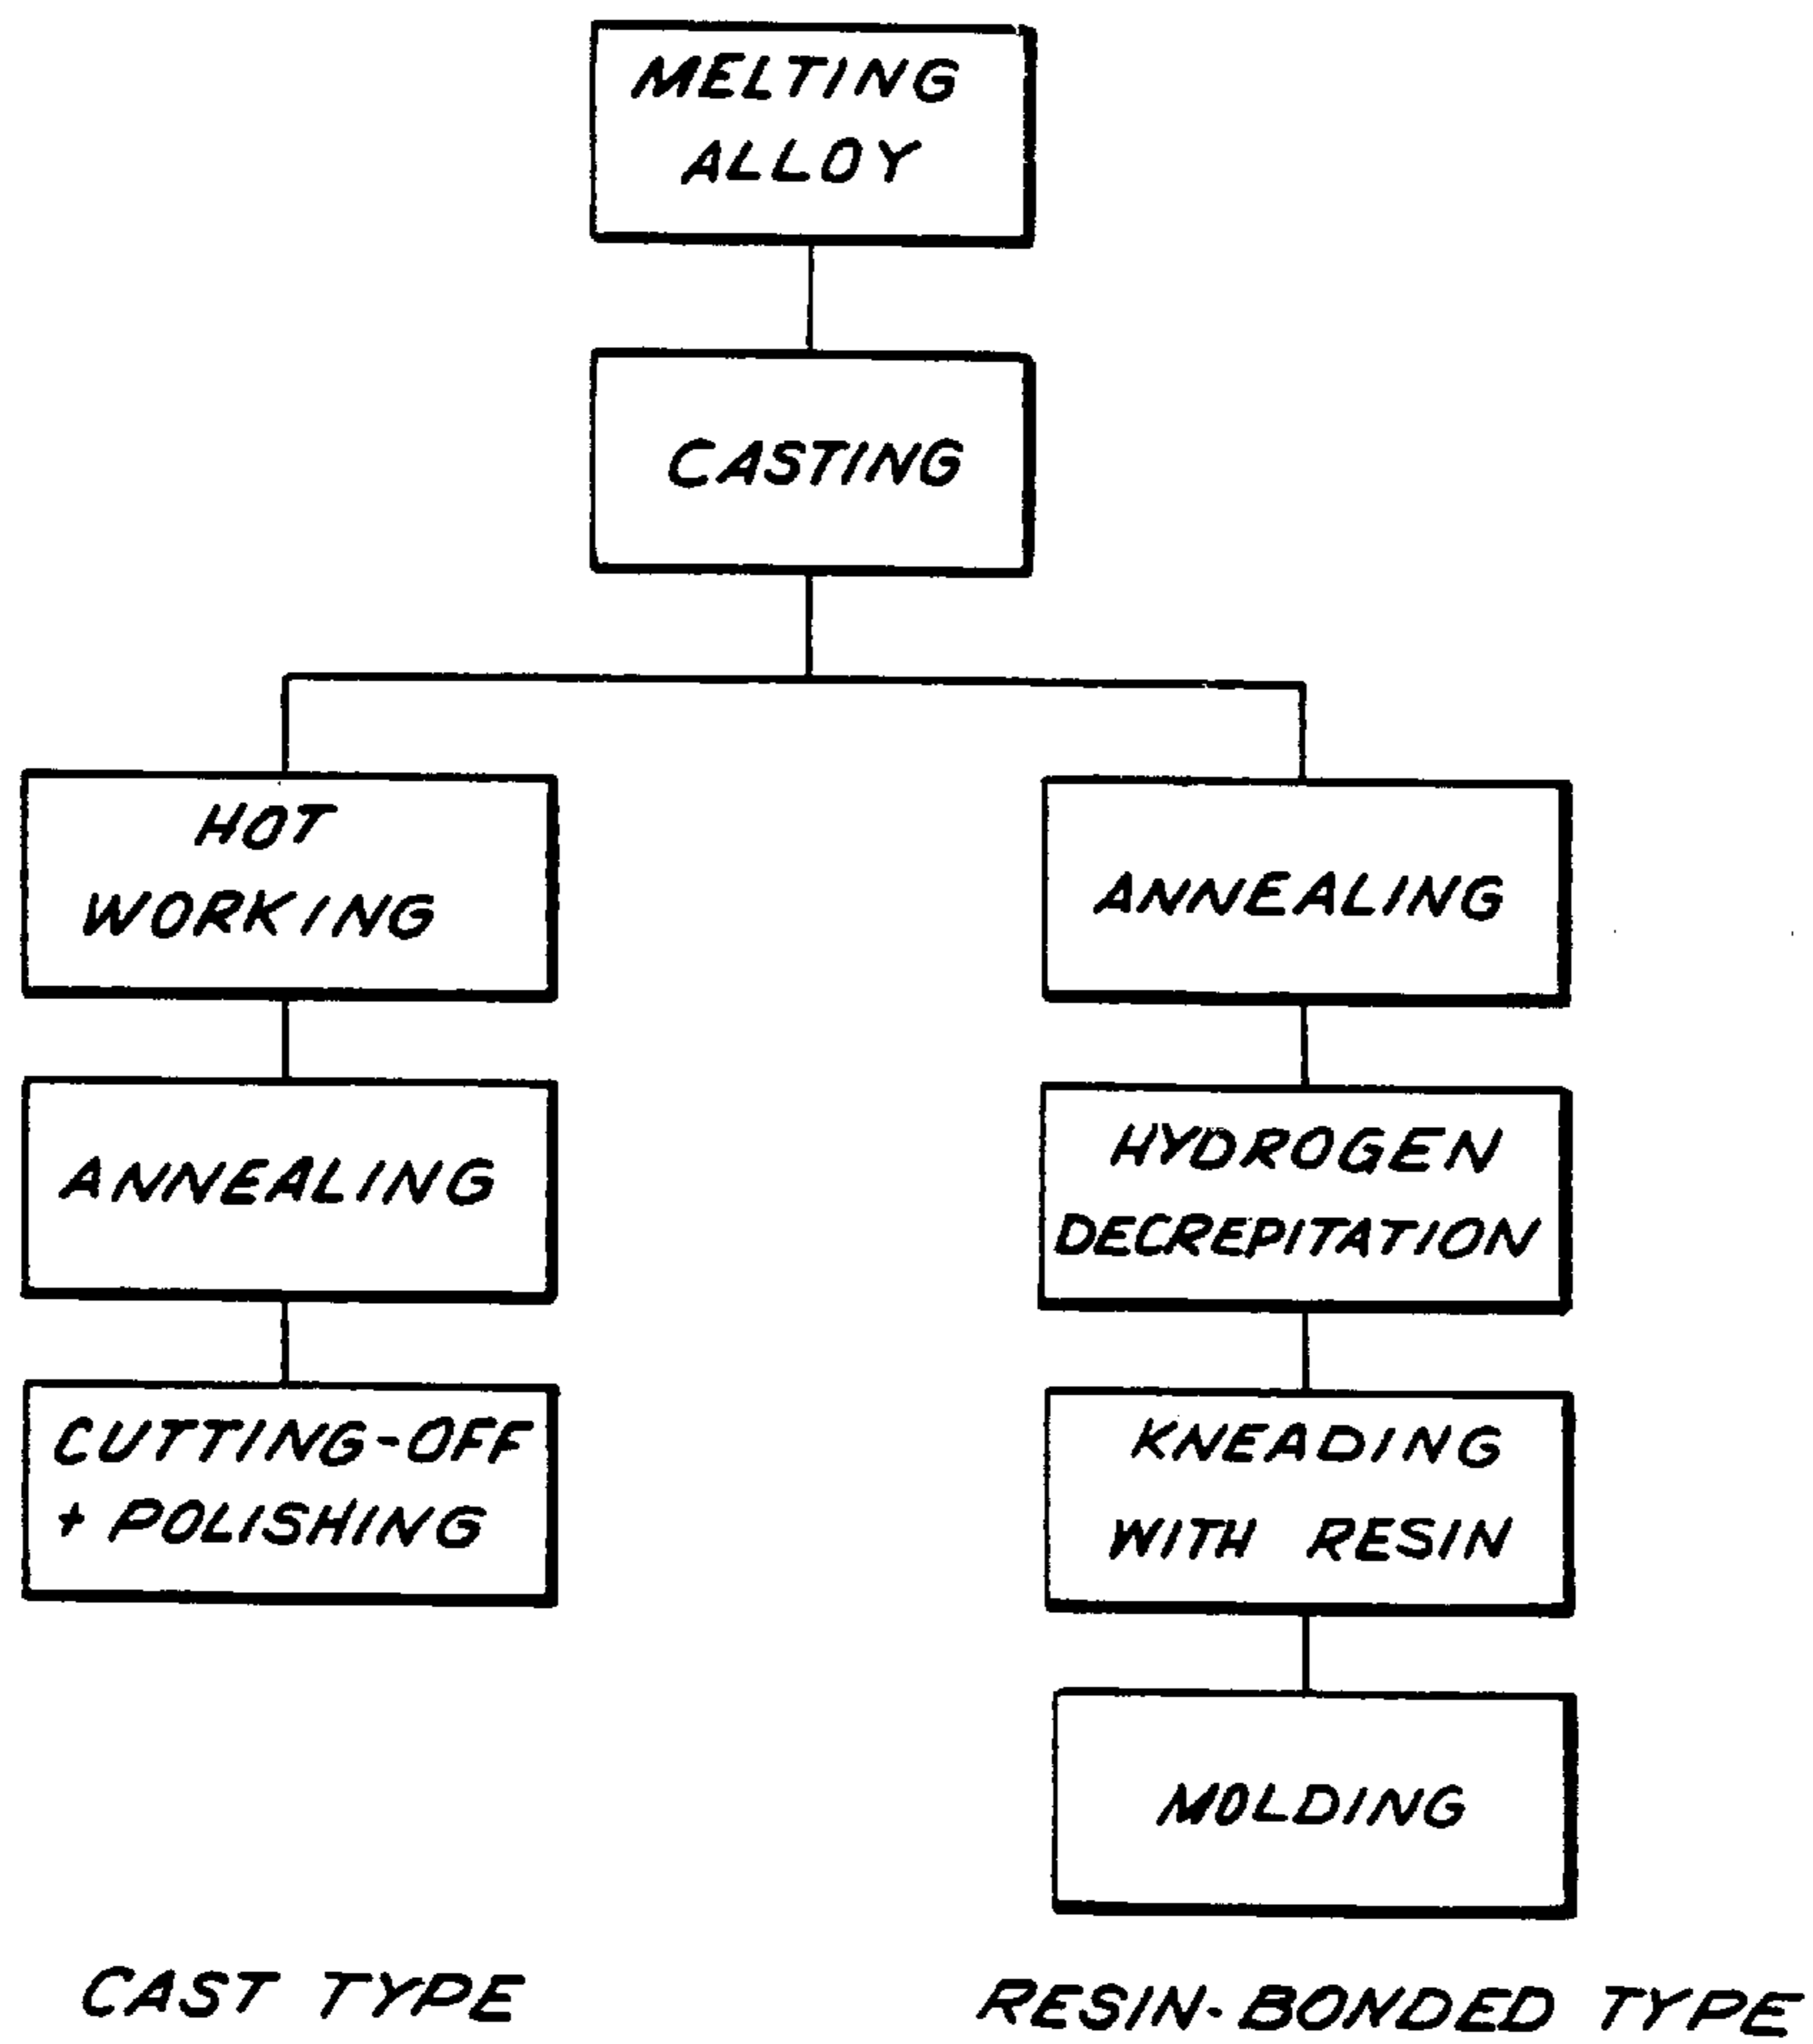 MELTING
ALLOY
CASTING
HOT
WORKING
ANNEALING
CUTTING-OFF
+ POLISHING
CAST TYPE
ANNEALING
HYDROGEN
DECREPITATION
KNEADING
WITH RESIN
MOLDING
RESIN-BONDED TYPE